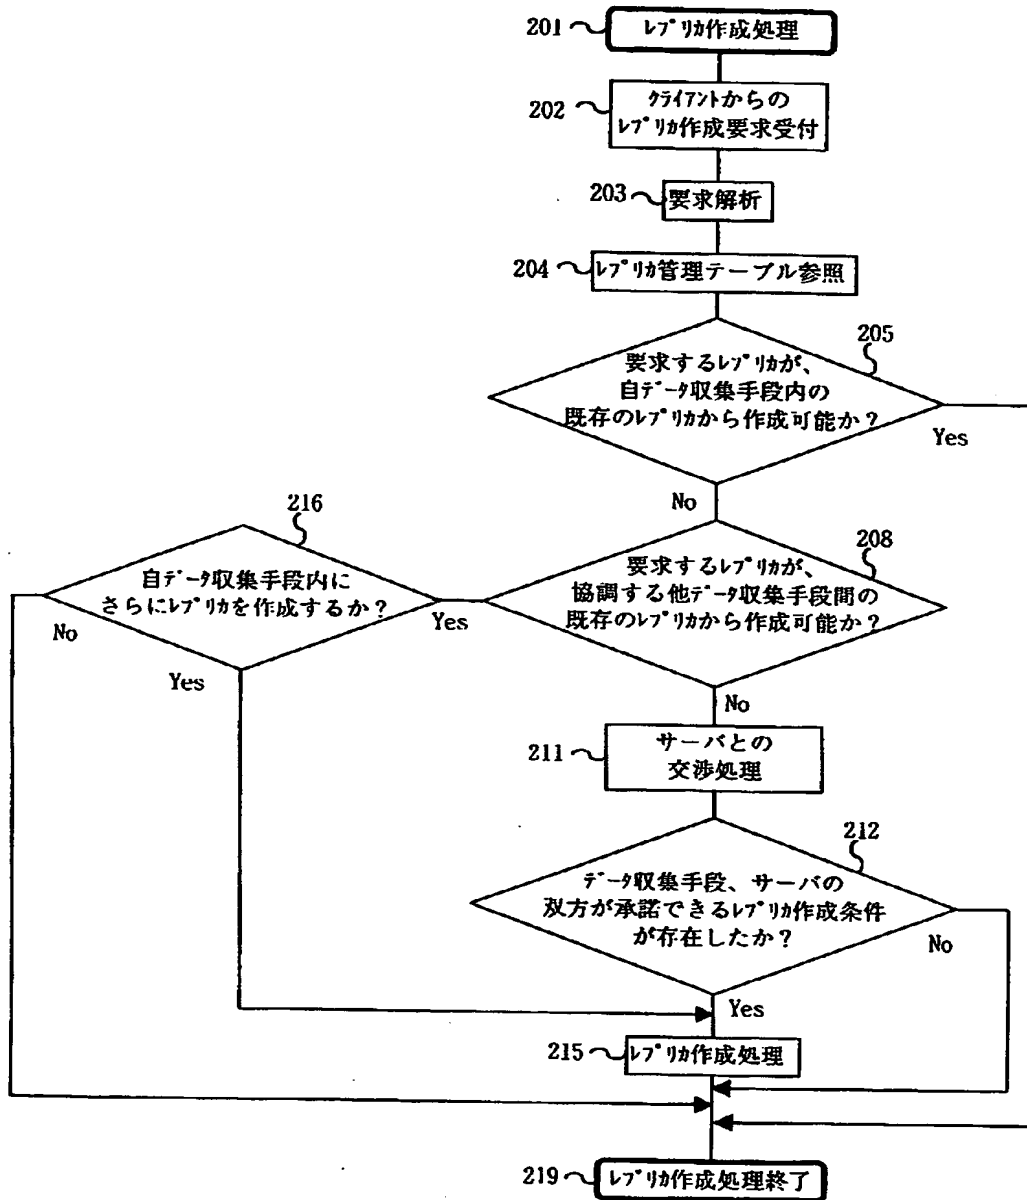 201
レプリカ作成処理
202
クライアントからの
レプリカ作成要求受付
203
要求解析
204
レプリカ管理テーブル参照
205
要求するレプリカが、
自データ収集手段内の
既存のレプリカから作成可能か？
Yes
No
216
自データ収集手段内に
さらにレプリカを作成するか？
No
Yes
Yes
208
要求するレプリカが、
協調する他データ収集手段間の
既存のレプリカから作成可能か？
No
211
サーバとの
交渉処理
212
データ収集手段、サーバの
双方が承諾できるレプリカ作成条件
が存在したか？
No
Yes
215
レプリカ作成処理
219
レプリカ作成処理終了